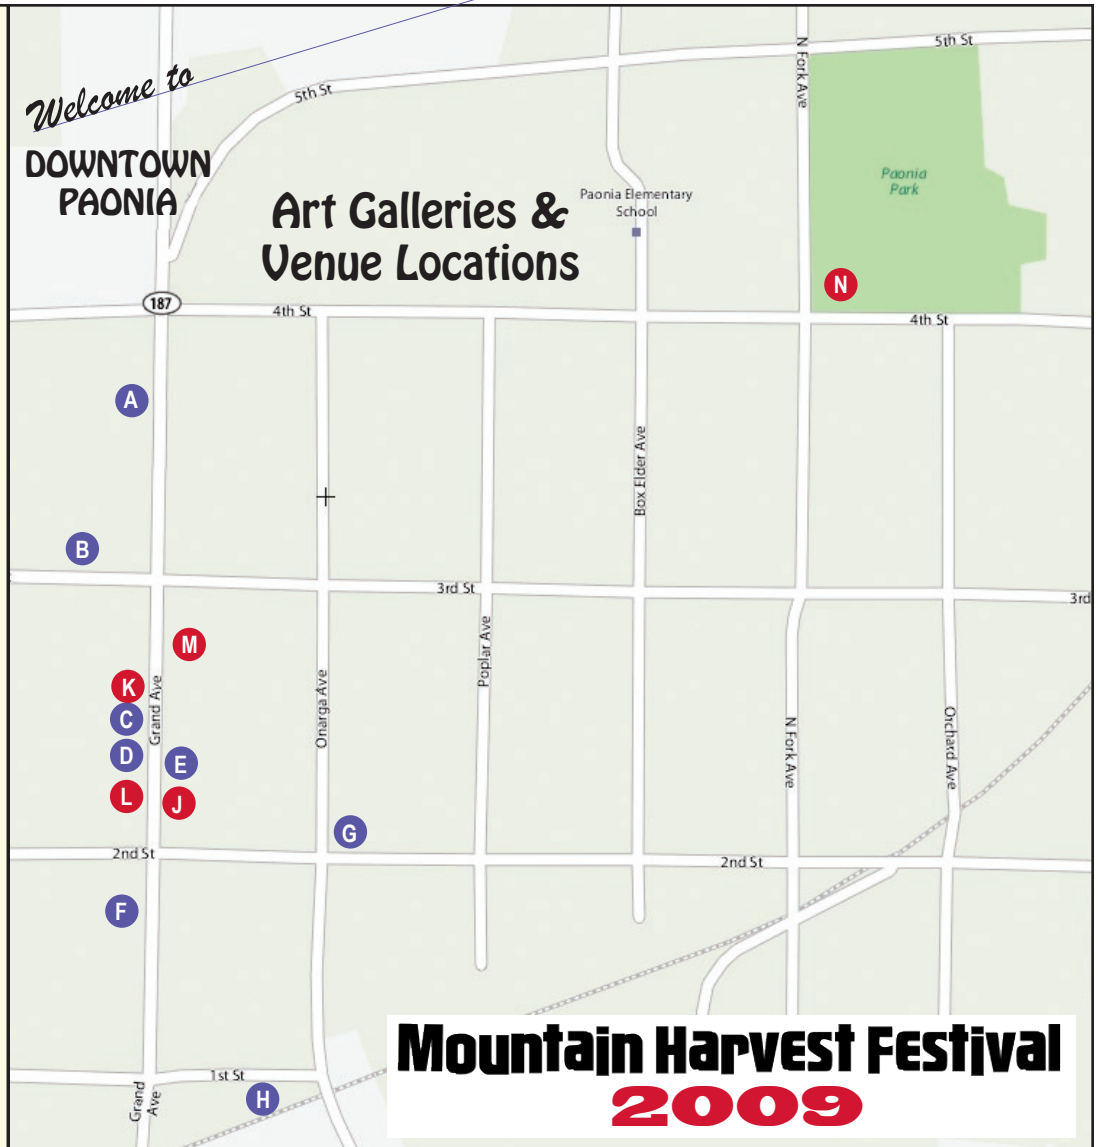 Welcome to
DOWNTOWN
PAONIA
Art Galleries &
Venue Locations
5th St
5th St
N Fork Ave
Paonia
Park
Paonia Elementary
School
N
187
4th St
4th St
A
Box Elder Ave
B
3rd St
3rd
M
Poplar Ave
K
Grand Ave
Onarga Ave
C
N Fork Ave
Orchard Ave
D
E
L
J
G
2nd St
2nd St
F
1st St
Grand
Ave
H
Mountain Harvest Festival
2009